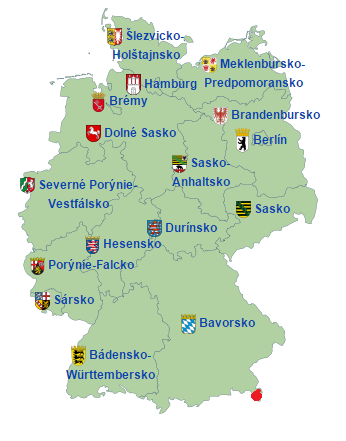 Šlezvicko-
Holštajnsko
Meklenbursko-
Predpomoransko
Hamburg
Brémy
Brandenbursko
Dolné Sasko
Berlín
Sasko-
Anhaltsko
Severné Porýnie-
Vestfálsko
Sasko
Durínsko
Hesensko
Porýnie-Falcko
Sársko
Bavorsko
Bádensko-
Württembersko